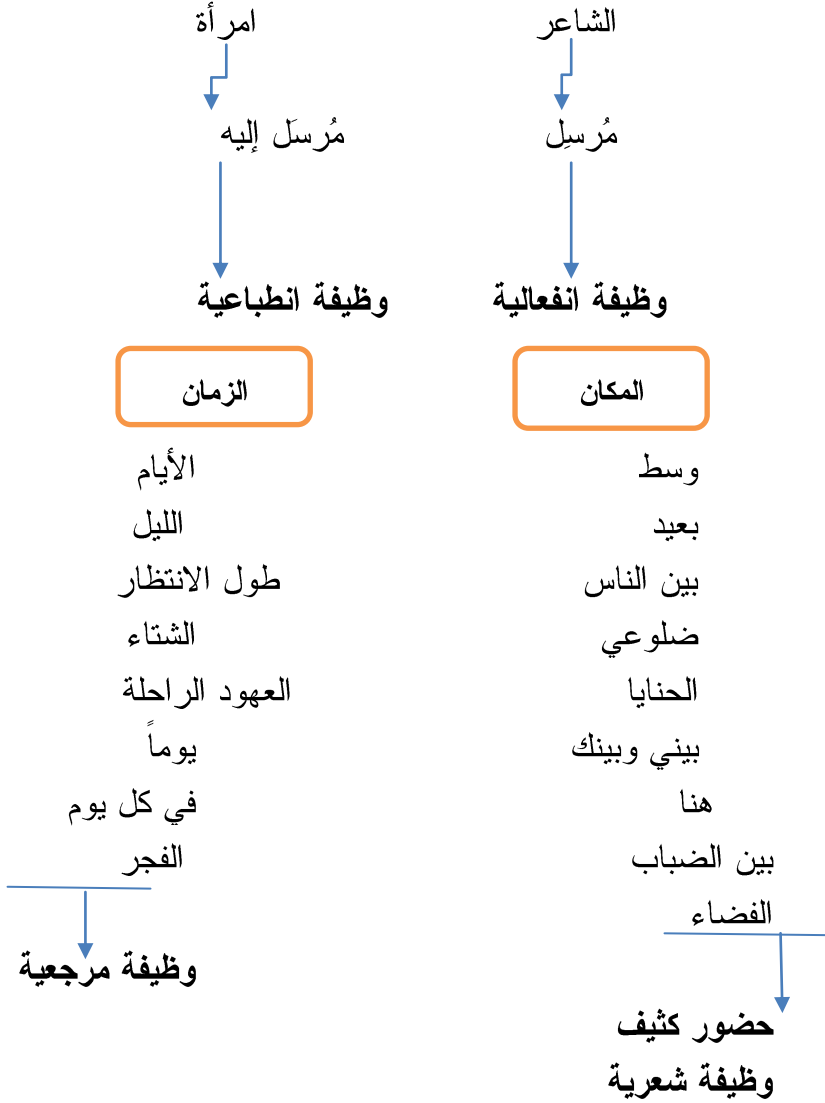 الشاعر
امرأة
مُرسِل
مُرسَل إليه
وظيفة انفعالية
وظيفة انطباعية
المكان
الزمان
وسط
الأيام
بعيد
الليل
بين الناس
طول الانتظار
ضلوعي
الشتاء
الحنايا
العهود الراحلة
بيني وبينك
يوماً
هنا
في كل يوم
بين الضباب
الفجر
الفضاء
وظيفة مرجعية
حضور كثيف
وظيفة شعرية